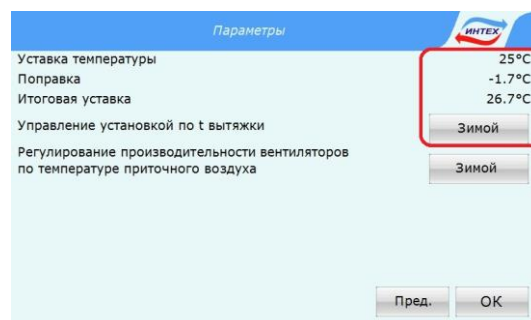 Параметры
ИНТЕХ
Уставка температуры 25°C
Поправка -1.7°C
Итоговая уставка 26.7°C
Управление установкой по t вытяжки Зимой
Регулирование производительности вентиляторов
по температуре приточного воздуха Зимой
Пред. OK